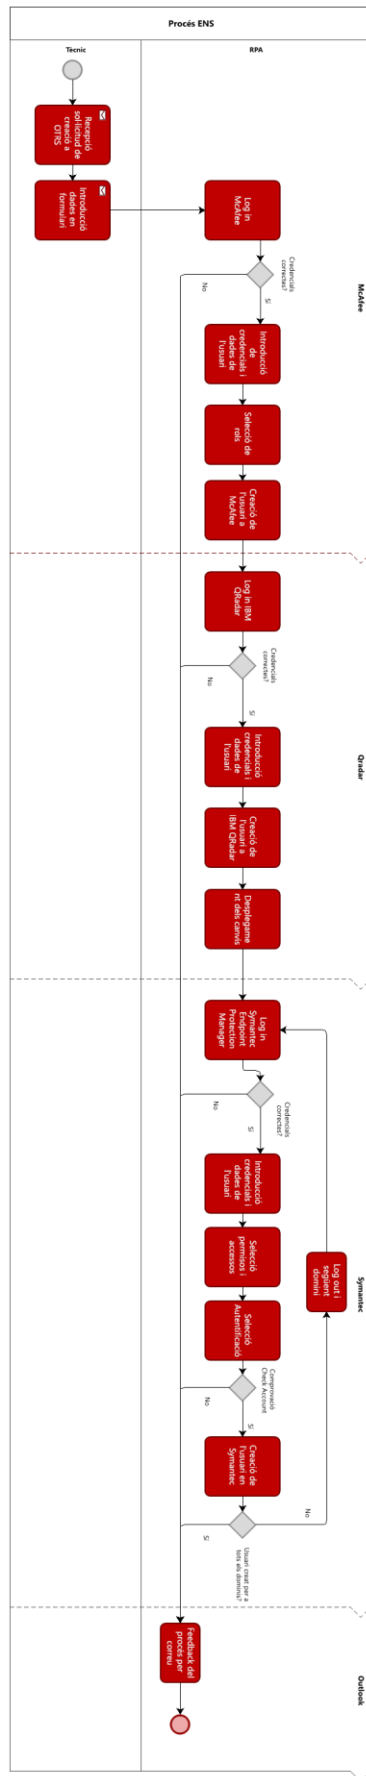 Procés ENS
Tècnic
RPA
McAfee
Qradar
Symantec
Outlook
Recepció
sol·licitud de
creació a
OTRS
Introducció
dades en
formulari
Log in
McAfee
Credencials
correctes?
No
Sí
Introducció
de
credencials i
dades de
l'usuari
Selecció de
rols
Creació de
l'usuari a
McAfee
Log in IBM
QRadar
Credencials
correctes?
No
Sí
Introducció
credencials i
dades de
l'usuari
Creació de
l'usuari a
IBM QRadar
Desplegame
nt dels canvis
Log in
Symantec
Endpoint
Protection
Manager
Credencials
correctes?
No
Sí
Introducció
credencials i
dades de
l'usuari
Selecció
permisos i
accessos
Selecció
Autentificació
Comprovació
Check Account
No
Sí
Creació de
l'usuari en
Symantec
Usuari creat per a
tots els dominis?
No
Sí
Log out i
següent
domini
Feedback del
procés per
correu